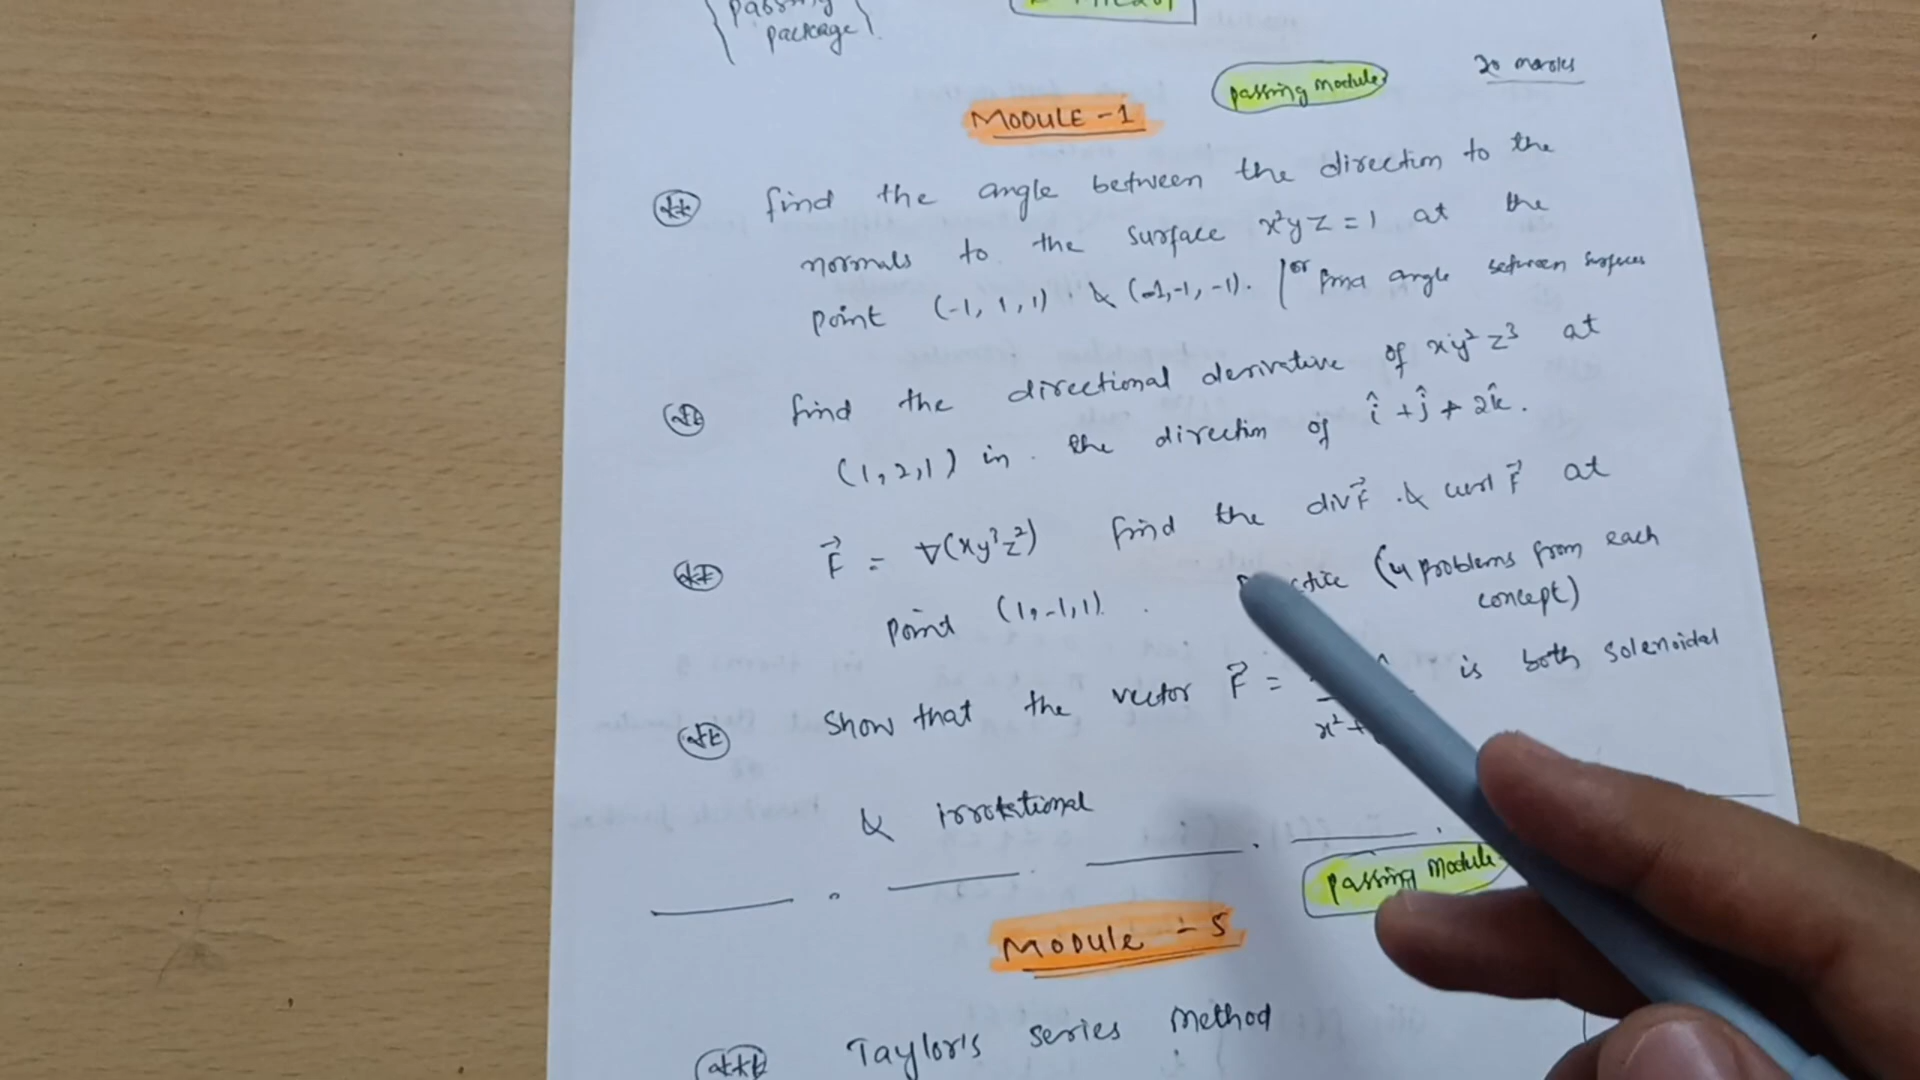 passing
package
passing module
20 marks
MODULE - 1
** find the angle between the direction to the
normals to the surface x²yz = 1 at the
point (-1, 1, 1) & (-1, -1, -1). | or find angle between surfaces
** find the directional derivative of xy²z³ at
(1, 2, 1) in the direction of î + ĵ + 2k̂.
** F⃗ = ∇(xy³z²) find the div F⃗ & curl F⃗ at
point (1, -1, 1). (4 problems from each
concept)
** Show that the vector F⃗ = is both solenoidal
x² +
& irrotational
passing module
MODULE - 5
*** Taylor's series method